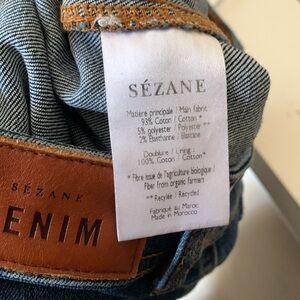 SÉZANE
Matière principale / Main fabric
93% Coton / Cotton *
5% polyester / Polyester **
2% Elasthanne / Elastane
Doublure / Lining :
100% Coton / Cotton *
* Fibre issue de l'agriculture biologique /
Fiber from organic farmers
** Recyclée / Recycled
Fabriqué au Maroc
Made in Morocco
SÉZANE
ENIM